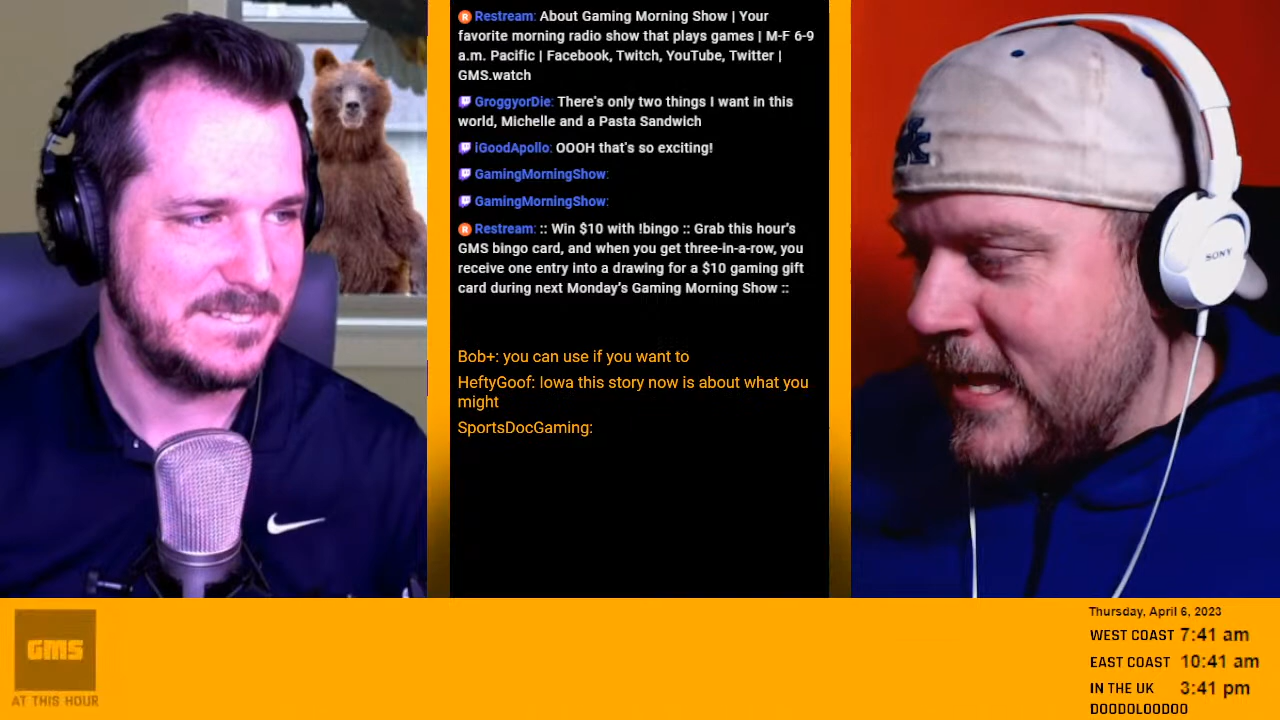 Restream: About Gaming Morning Show | Your
favorite morning radio show that plays games | M-F 6-9
a.m. Pacific | Facebook, Twitch, YouTube, Twitter |
GMS.watch
GroggyorDie: There's only two things I want in this
world, Michelle and a Pasta Sandwich
iGoodApollo: OOOH that's so exciting!
GamingMorningShow:
GamingMorningShow:
Restream: :: Win $10 with !bingo :: Grab this hour's
GMS bingo card, and when you get three-in-a-row, you
receive one entry into a drawing for a $10 gaming gift
card during next Monday's Gaming Morning Show ::
Bob+: you can use if you want to
HeftyGoof: Iowa this story now is about what you
might
SportsDocGaming:
SONY
GMS
AT THIS HOUR
Thursday, April 6, 2023
WEST COAST 7:41 am
EAST COAST 10:41 am
IN THE UK 3:41 pm
DOODOLOODOO